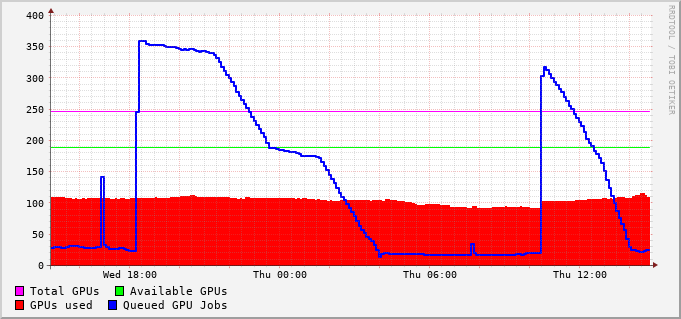 400
350
300
250
200
150
100
50
0
Wed 18:00 Thu 00:00 Thu 06:00 Thu 12:00
Total GPUs Available GPUs
GPUs used Queued GPU Jobs
RRDTOOL / TOBI OETIKER